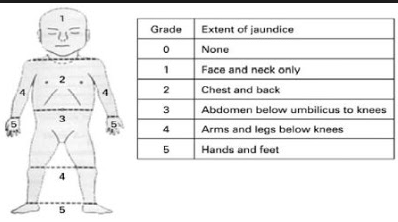 1
2
4
4
3
5
5
4
5
Grade Extent of jaundice
0 None
1 Face and neck only
2 Chest and back
3 Abdomen below umbilicus to knees
4 Arms and legs below knees
5 Hands and feet